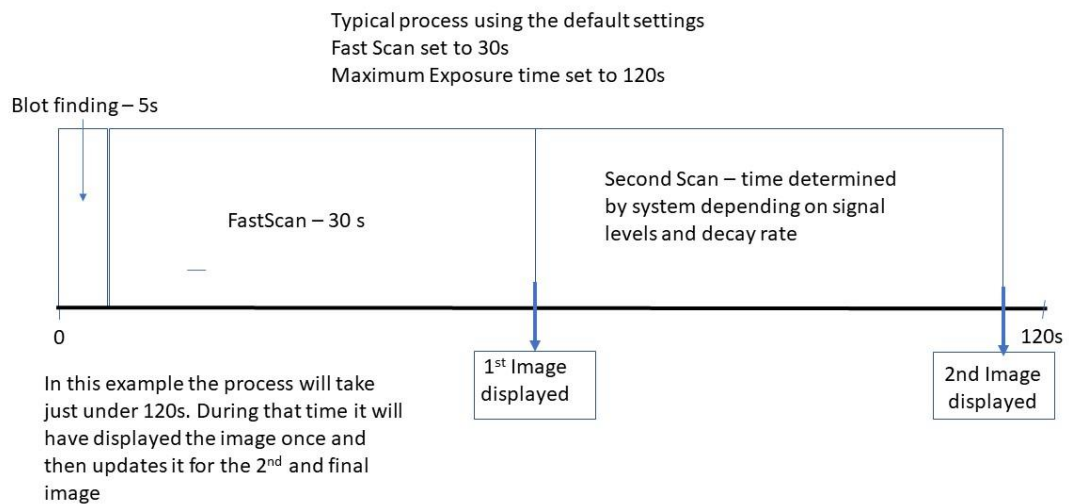 Typical process using the default settings
Fast Scan set to 30s
Maximum Exposure time set to 120s
Blot finding – 5s
FastScan – 30 s
Second Scan – time determined
by system depending on signal
levels and decay rate
0
120s
1st Image
displayed
2nd Image
displayed
In this example the process will take
just under 120s. During that time it will
have displayed the image once and
then updates it for the 2nd and final
image